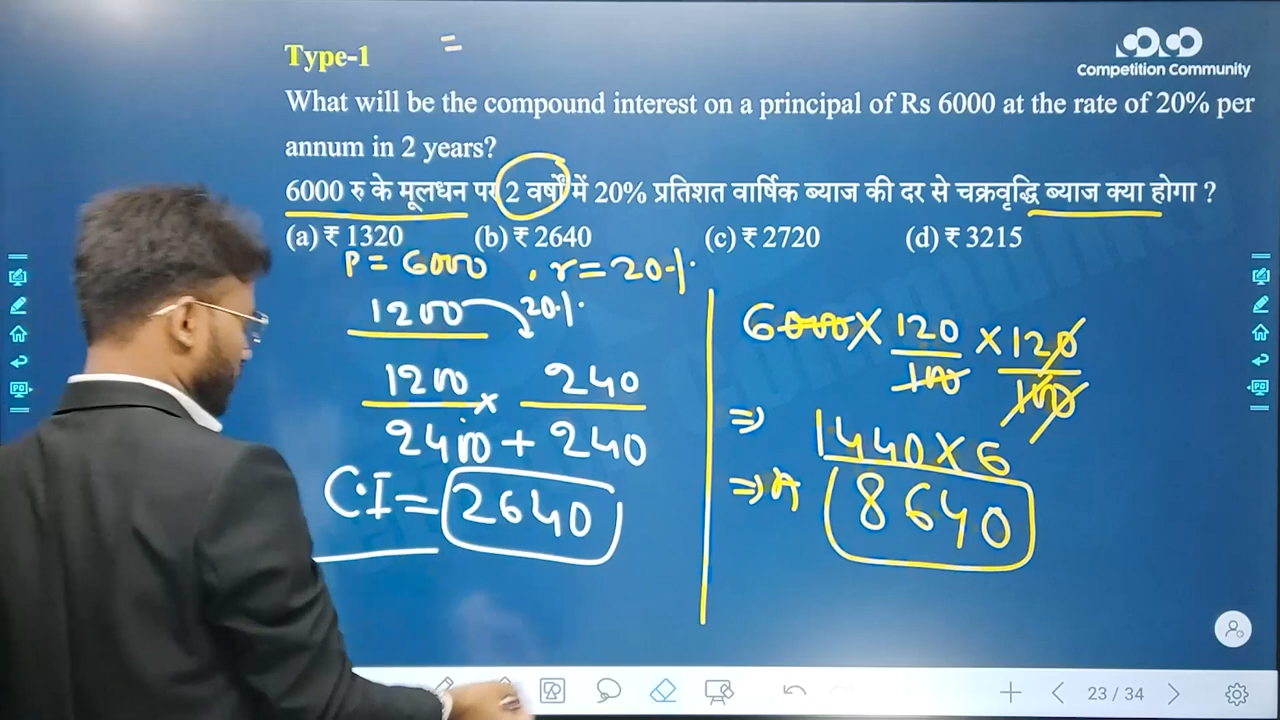 Type-1
=
Competition Community
What will be the compound interest on a principal of Rs 6000 at the rate of 20% per
annum in 2 years?
6000 रु के मूलधन पर 2 वर्षों में 20% प्रतिशत वार्षिक ब्याज की दर से चक्रवृद्धि ब्याज क्या होगा ?
(a) ₹ 1320 (b) ₹ 2640 (c) ₹ 2720 (d) ₹ 3215
P = 6000 , r = 20%
1200 20%
1200 × 240
2400 + 240
C.I = 2640
6000 × 120/100 × 120/100
⇒ 1440 × 6
⇒ A 8640
23 / 34